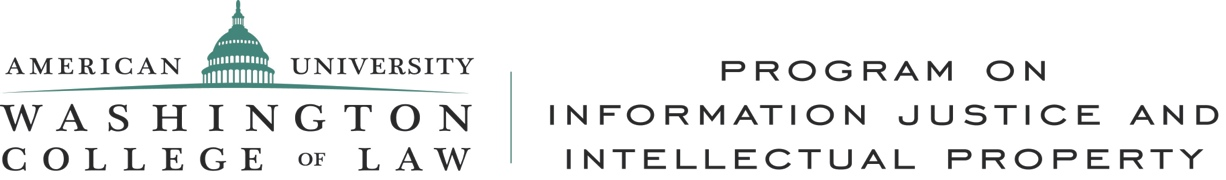 AMERICAN UNIVERSITY
WASHINGTON
COLLEGE OF LAW
PROGRAM ON
INFORMATION JUSTICE AND
INTELLECTUAL PROPERTY